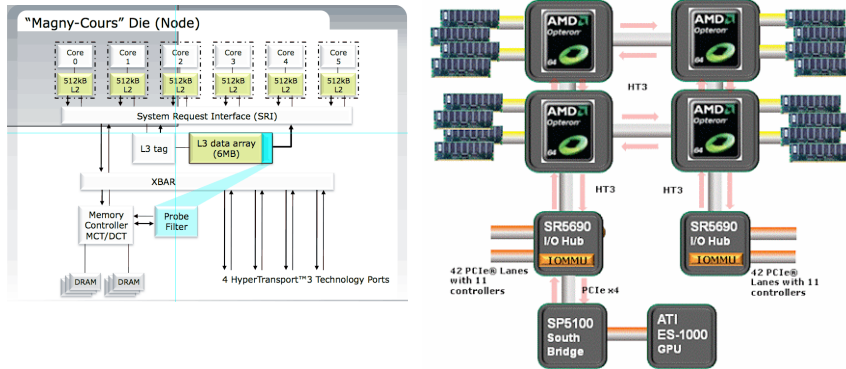 “Magny-Cours” Die (Node)
Core 0
Core 1
Core 2
Core 3
Core 4
Core 5
512kB L2
512kB L2
512kB L2
512kB L2
512kB L2
512kB L2
System Request Interface (SRI)
L3 tag
L3 data array
(6MB)
XBAR
Memory
Controller
MCT/DCT
Probe
Filter
DRAM
DRAM
4 HyperTransport™3 Technology Ports
AMD
Opteron
64
AMD
Opteron
64
HT3
AMD
Opteron
64
AMD
Opteron
64
HT3
HT3
SR5690
I/O Hub
IOMMU
SR5690
I/O Hub
IOMMU
42 PCIe® Lanes
with 11
controllers
PCIe x4
42 PCIe®
Lanes with 11
controllers
SP5100
South
Bridge
ATI
ES-1000
GPU